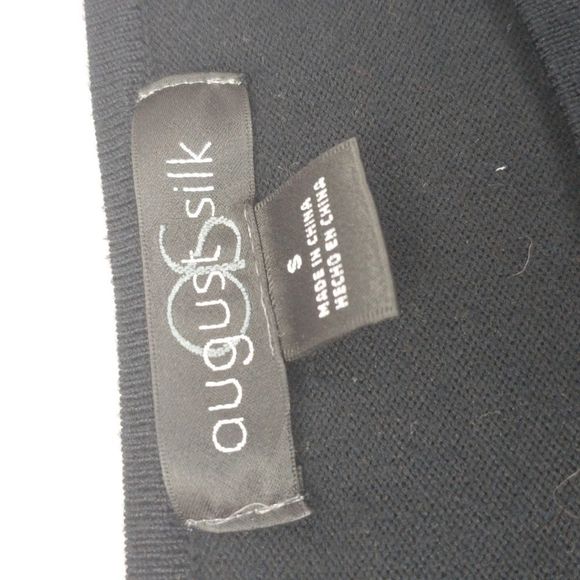 august silk
S
MADE IN CHINA
HECHO EN CHINA